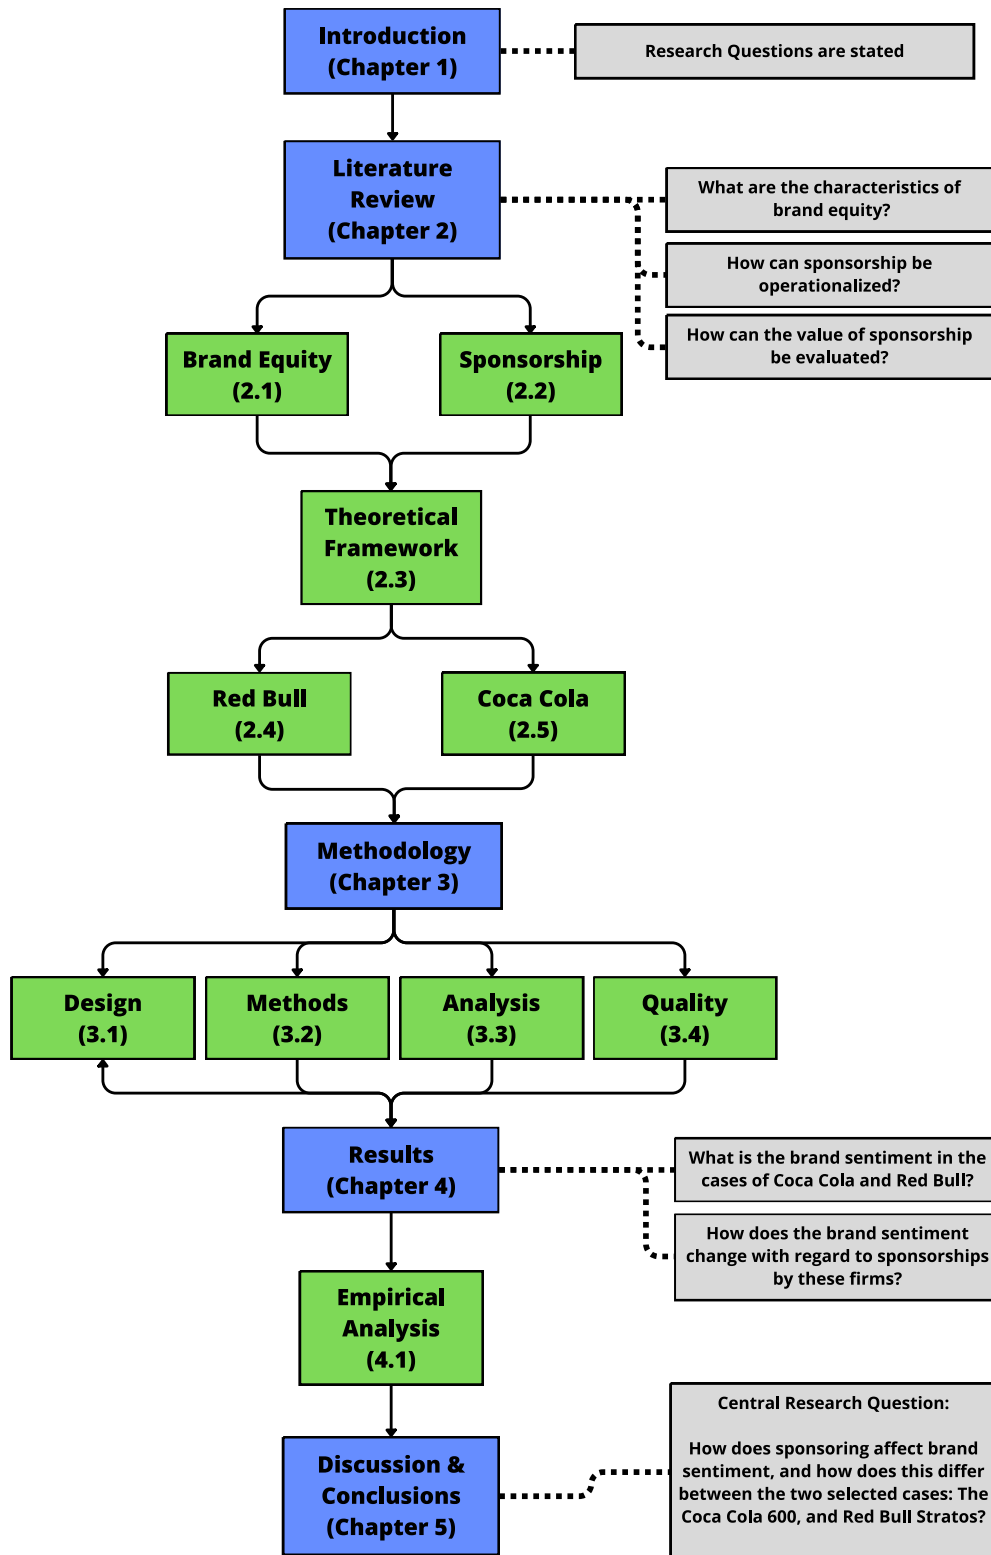 Introduction
(Chapter 1)
Research Questions are stated
Literature
Review
(Chapter 2)
What are the characteristics of
brand equity?
How can sponsorship be
operationalized?
How can the value of sponsorship
be evaluated?
Brand Equity
(2.1)
Sponsorship
(2.2)
Theoretical
Framework
(2.3)
Red Bull
(2.4)
Coca Cola
(2.5)
Methodology
(Chapter 3)
Design
(3.1)
Methods
(3.2)
Analysis
(3.3)
Quality
(3.4)
Results
(Chapter 4)
What is the brand sentiment in the
cases of Coca Cola and Red Bull?
How does the brand sentiment
change with regard to sponsorships
by these firms?
Empirical
Analysis
(4.1)
Discussion &
Conclusions
(Chapter 5)
Central Research Question:
How does sponsoring affect brand
sentiment, and how does this differ
between the two selected cases: The
Coca Cola 600, and Red Bull Stratos?